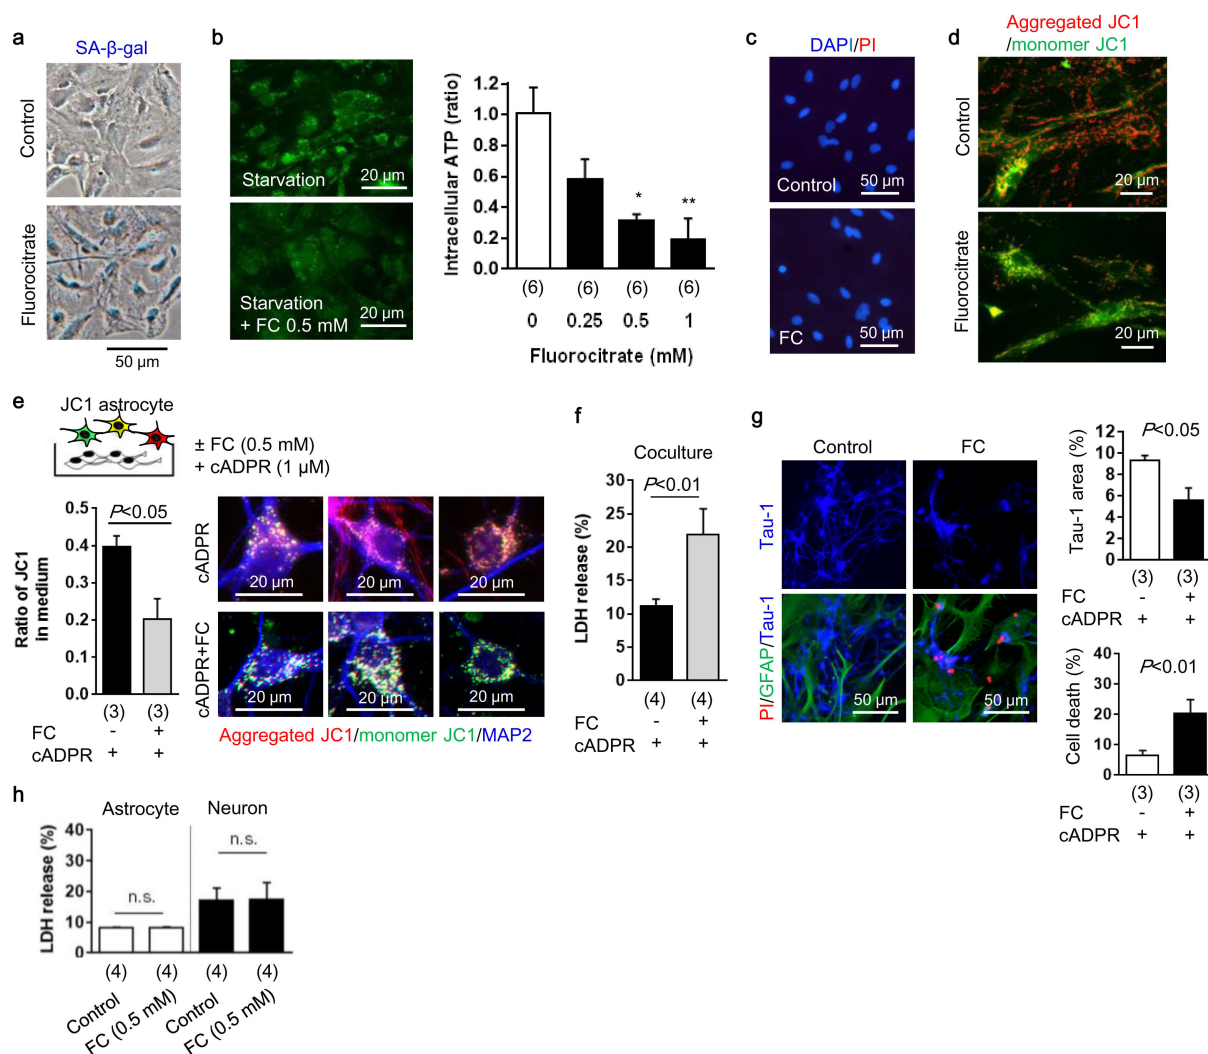 a
SA-β-gal
Control
Fluorocitrate
50 µm
b
Starvation
20 µm
Starvation
+ FC 0.5 mM
20 µm
Intracellular ATP (ratio)
1.2
1.0
0.8
0.6
0.4
0.2
0.0
*
**
(6) (6) (6) (6)
0 0.25 0.5 1
Fluorocitrate (mM)
c
DAPI/PI
Control
50 µm
FC
50 µm
d
Aggregated JC1
/monomer JC1
Control
20 µm
Fluorocitrate
20 µm
e
JC1 astrocyte
± FC (0.5 mM)
+ cADPR (1 µM)
Ratio of JC1
in medium
P<0.05
0.4
0.3
0.2
0.1
0.0
(3) (3)
FC - +
cADPR + +
cADPR
20 µm 20 µm 20 µm
cADPR+FC
20 µm 20 µm 20 µm
Aggregated JC1/monomer JC1/MAP2
f
Coculture
LDH release (%)
P<0.01
30
25
20
15
10
5
0
(4) (4)
FC - +
cADPR + +
g
Control FC
Tau-1
PI/GFAP/Tau-1
50 µm 50 µm
Tau-1 area (%)
P<0.05
12
10
8
6
4
2
0
(3) (3)
FC - +
cADPR + +
Cell death (%)
P<0.01
40
30
20
10
0
(3) (3)
FC - +
cADPR + +
h
Astrocyte Neuron
LDH release (%)
40
30
20
10
0
n.s. n.s.
(4) (4) (4) (4)
Control
FC (0.5 mM)
Control
FC (0.5 mM)